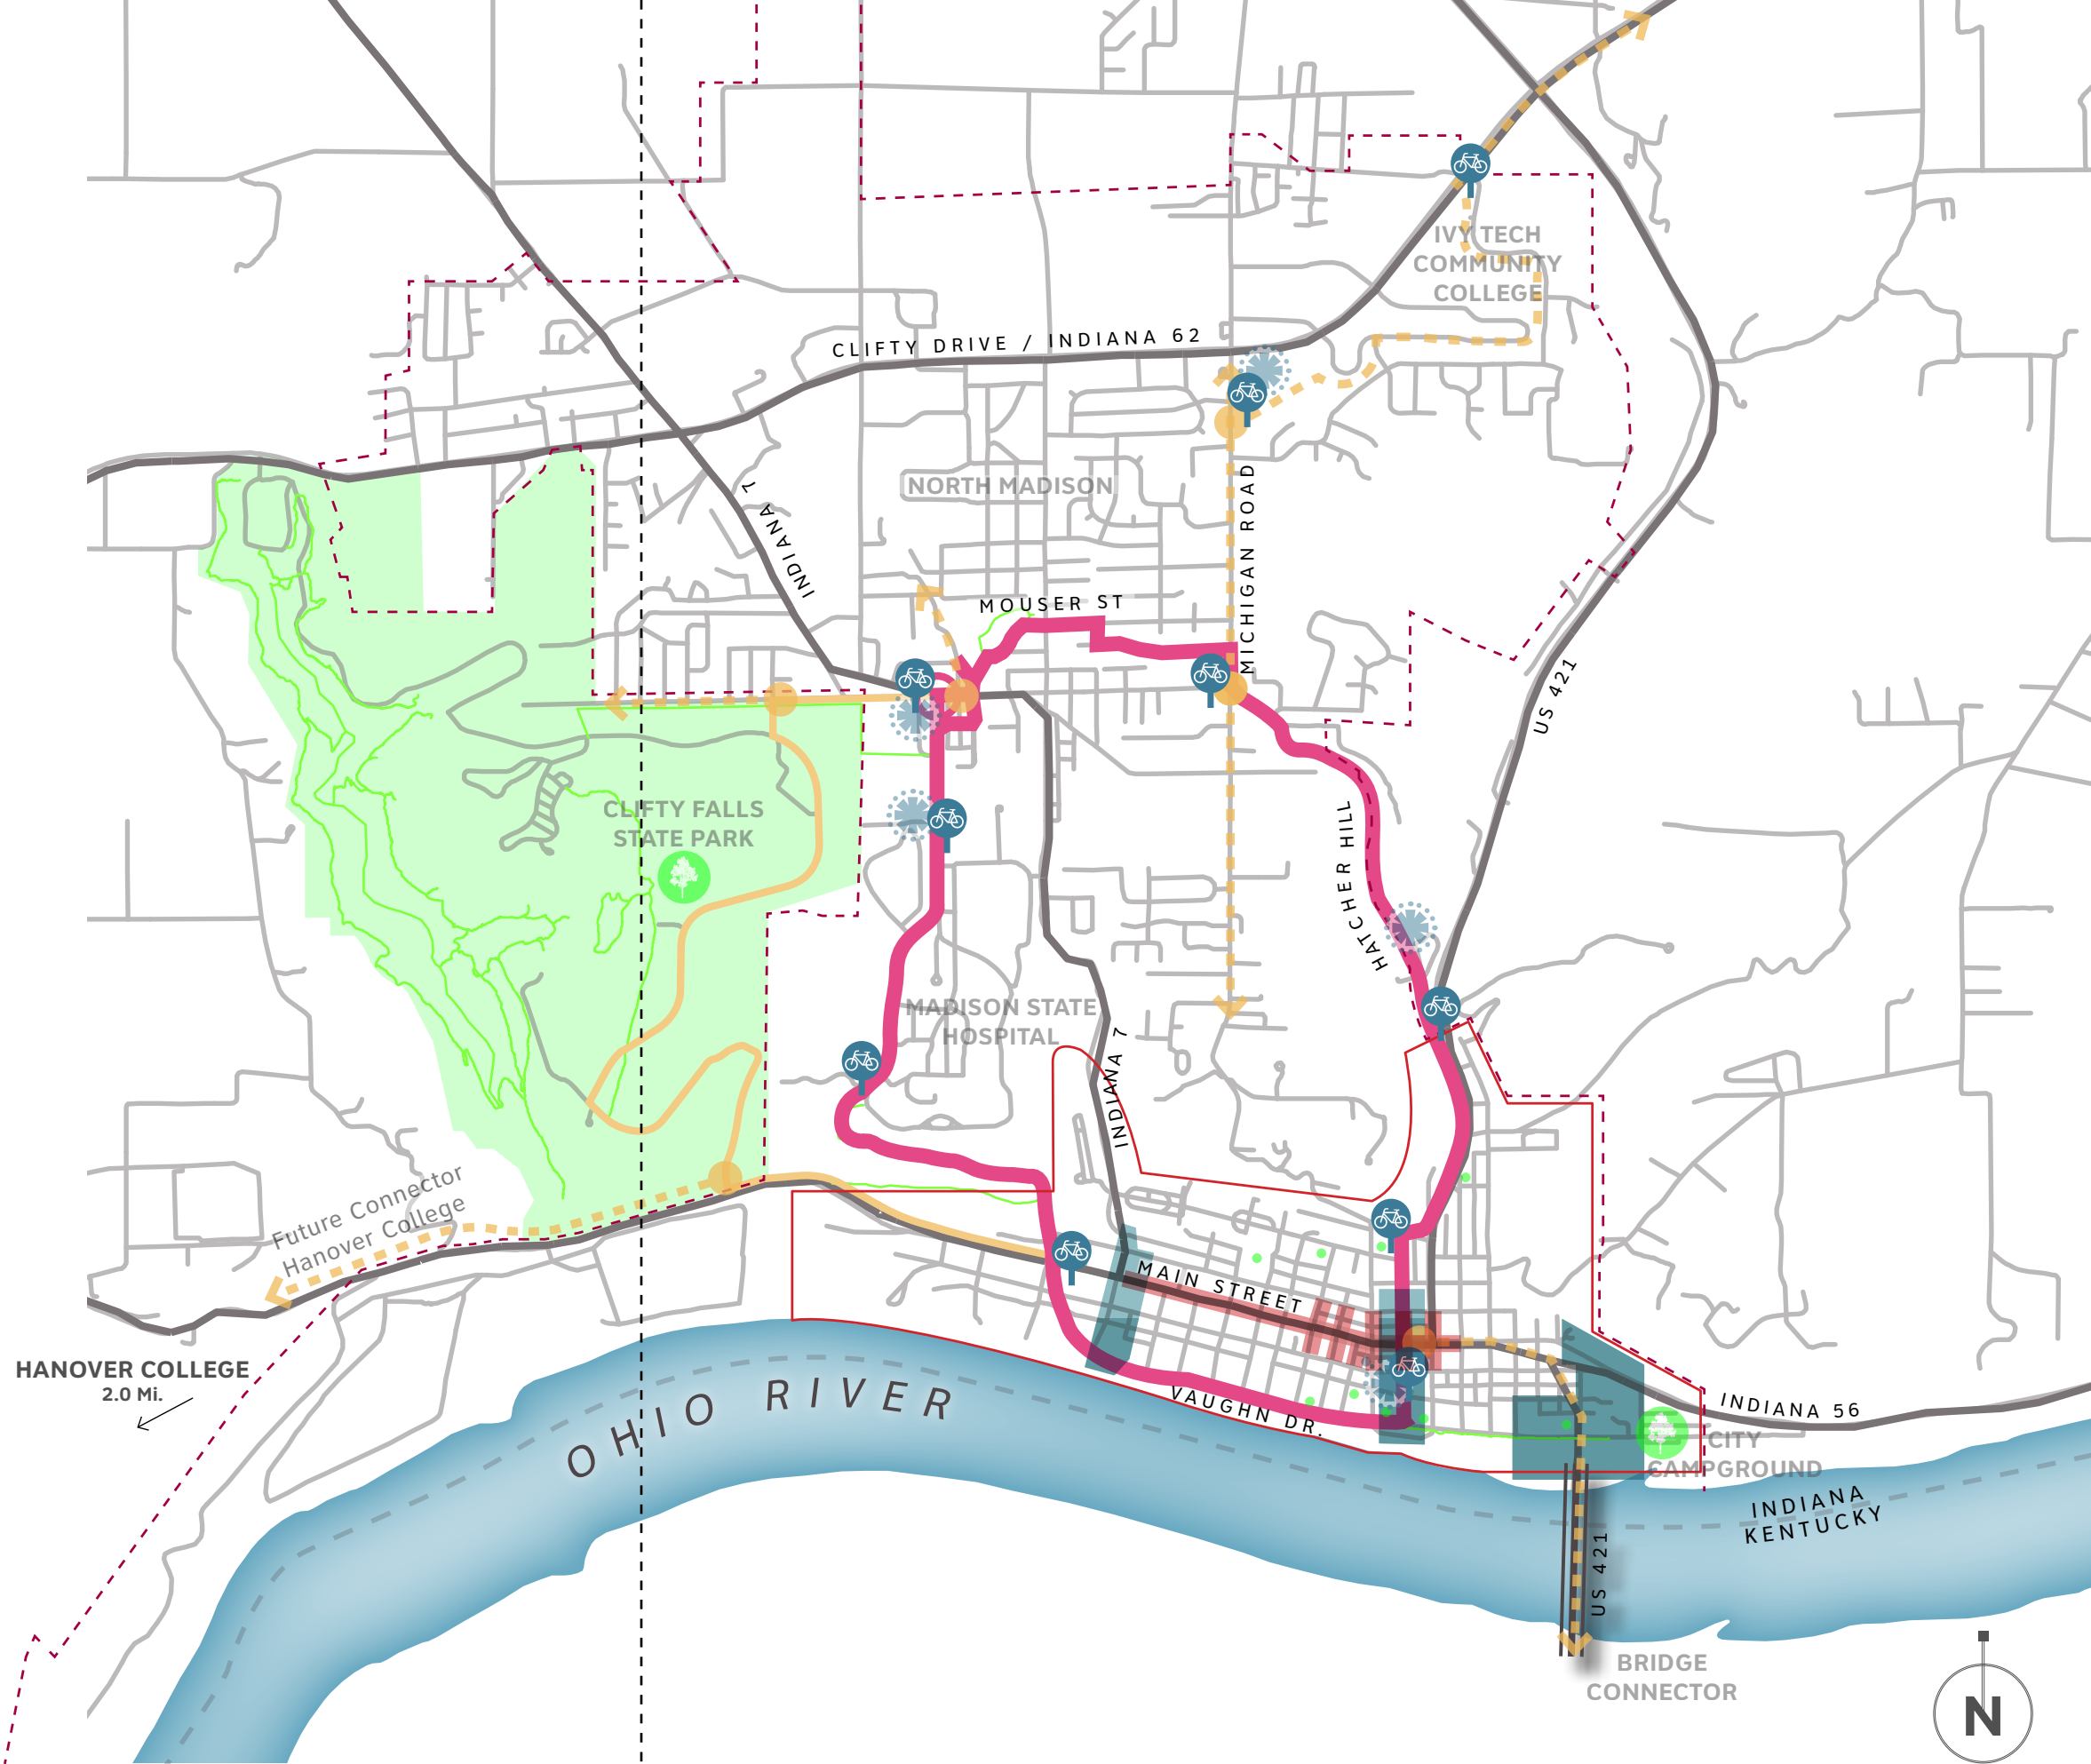 IVY TECH
COMMUNITY
COLLEGE
CLIFTY DRIVE / INDIANA 62
NORTH MADISON
INDIANA 7
MICHIGAN ROAD
MOUSER ST
US 421
CLIFTY FALLS
STATE PARK
HATCHER HILL
MADISON STATE
HOSPITAL
INDIANA 7
Future Connector
Hanover College
MAIN STREET
HANOVER COLLEGE
2.0 Mi.
OHIO RIVER
VAUGHN DR.
INDIANA 56
CITY
CAMPGROUND
INDIANA
KENTUCKY
US 421
BRIDGE
CONNECTOR
N